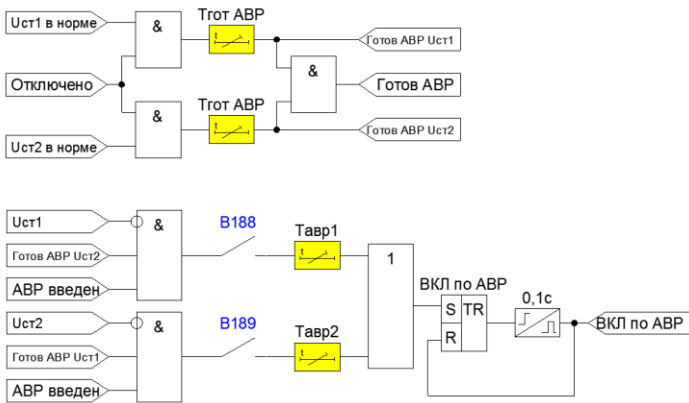 Uст1 в норме
&
Tгот АВР
Готов АВР Uст1
Отключено
&
Готов АВР
&
Tгот АВР
Готов АВР Uст2
Uст2 в норме
Uст1
&
B188
Tавр1
Готов АВР Uст2
1
АВР введен
ВКЛ по АВР
0,1с
Uст2
&
B189
Tавр2
S TR
R
ВКЛ по АВР
Готов АВР Uст1
АВР введен
t
t
t
t